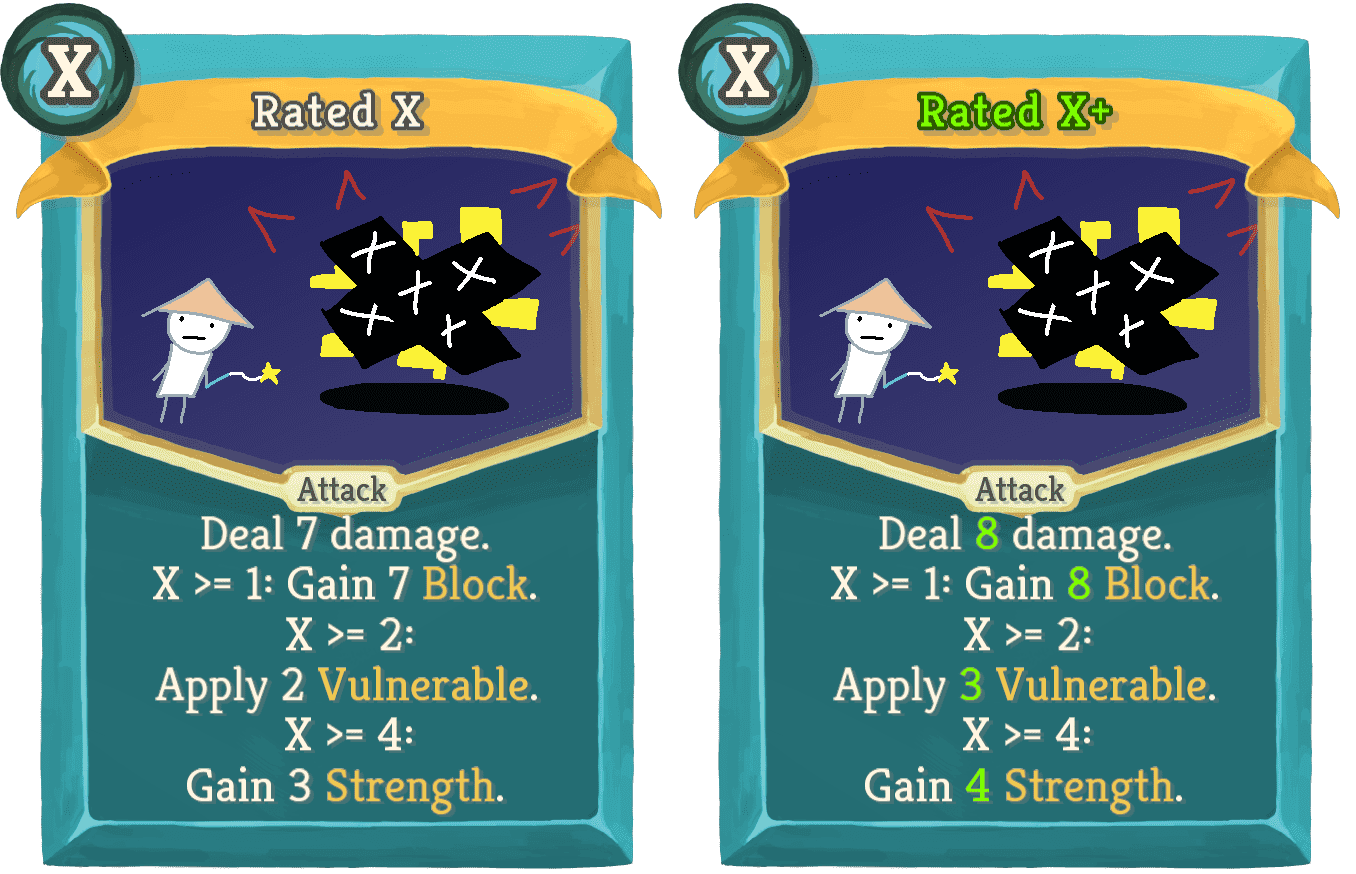 X
Rated X
Attack
Deal 7 damage.
X >= 1: Gain 7 Block.
X >= 2:
Apply 2 Vulnerable.
X >= 4:
Gain 3 Strength.
X
Rated X+
Attack
Deal 8 damage.
X >= 1: Gain 8 Block.
X >= 2:
Apply 3 Vulnerable.
X >= 4:
Gain 4 Strength.